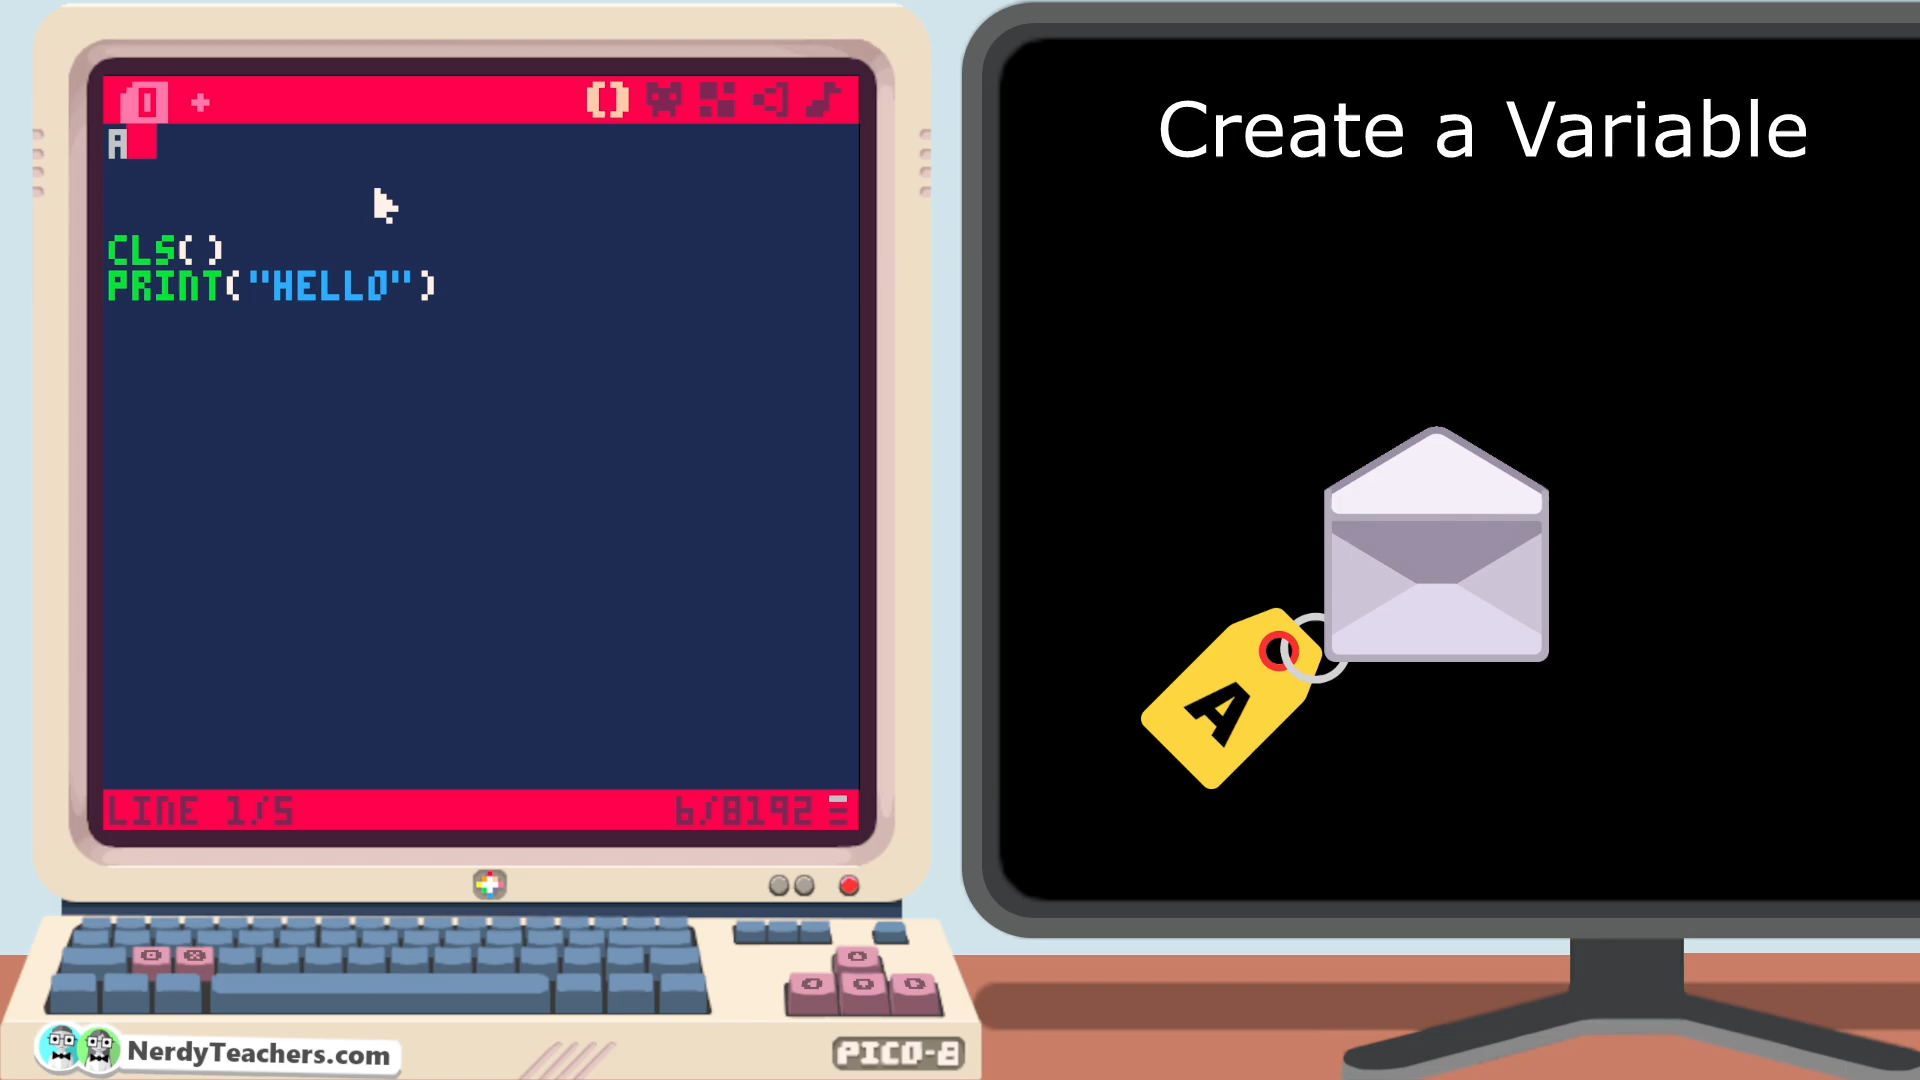 A
CLS()
PRINT("HELLO")
LINE 1/5
6/8192
NerdyTeachers.com
PICO-8
Create a Variable
A